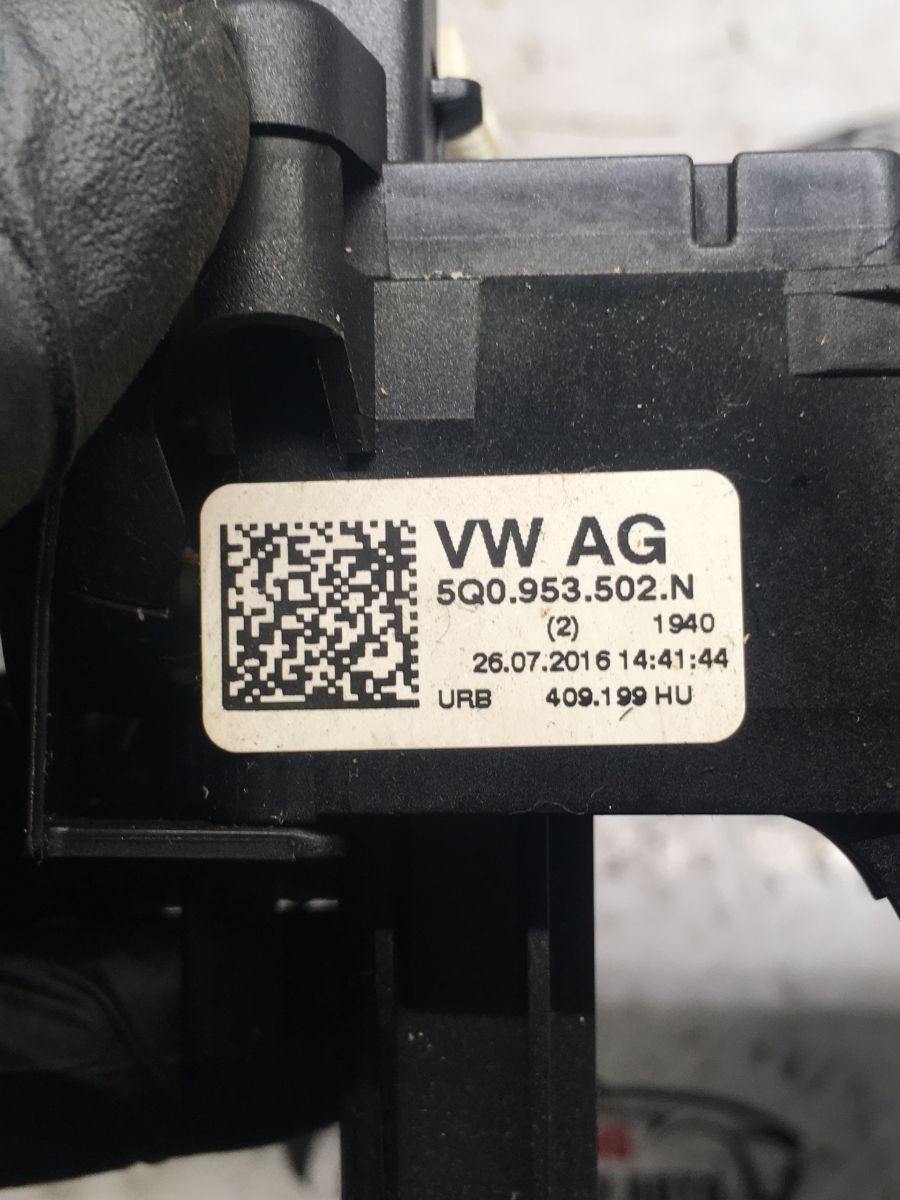 VW AG
5Q0.953.502.N
(2) 1940
26.07.2016 14:41:44
URB 409.199 HU